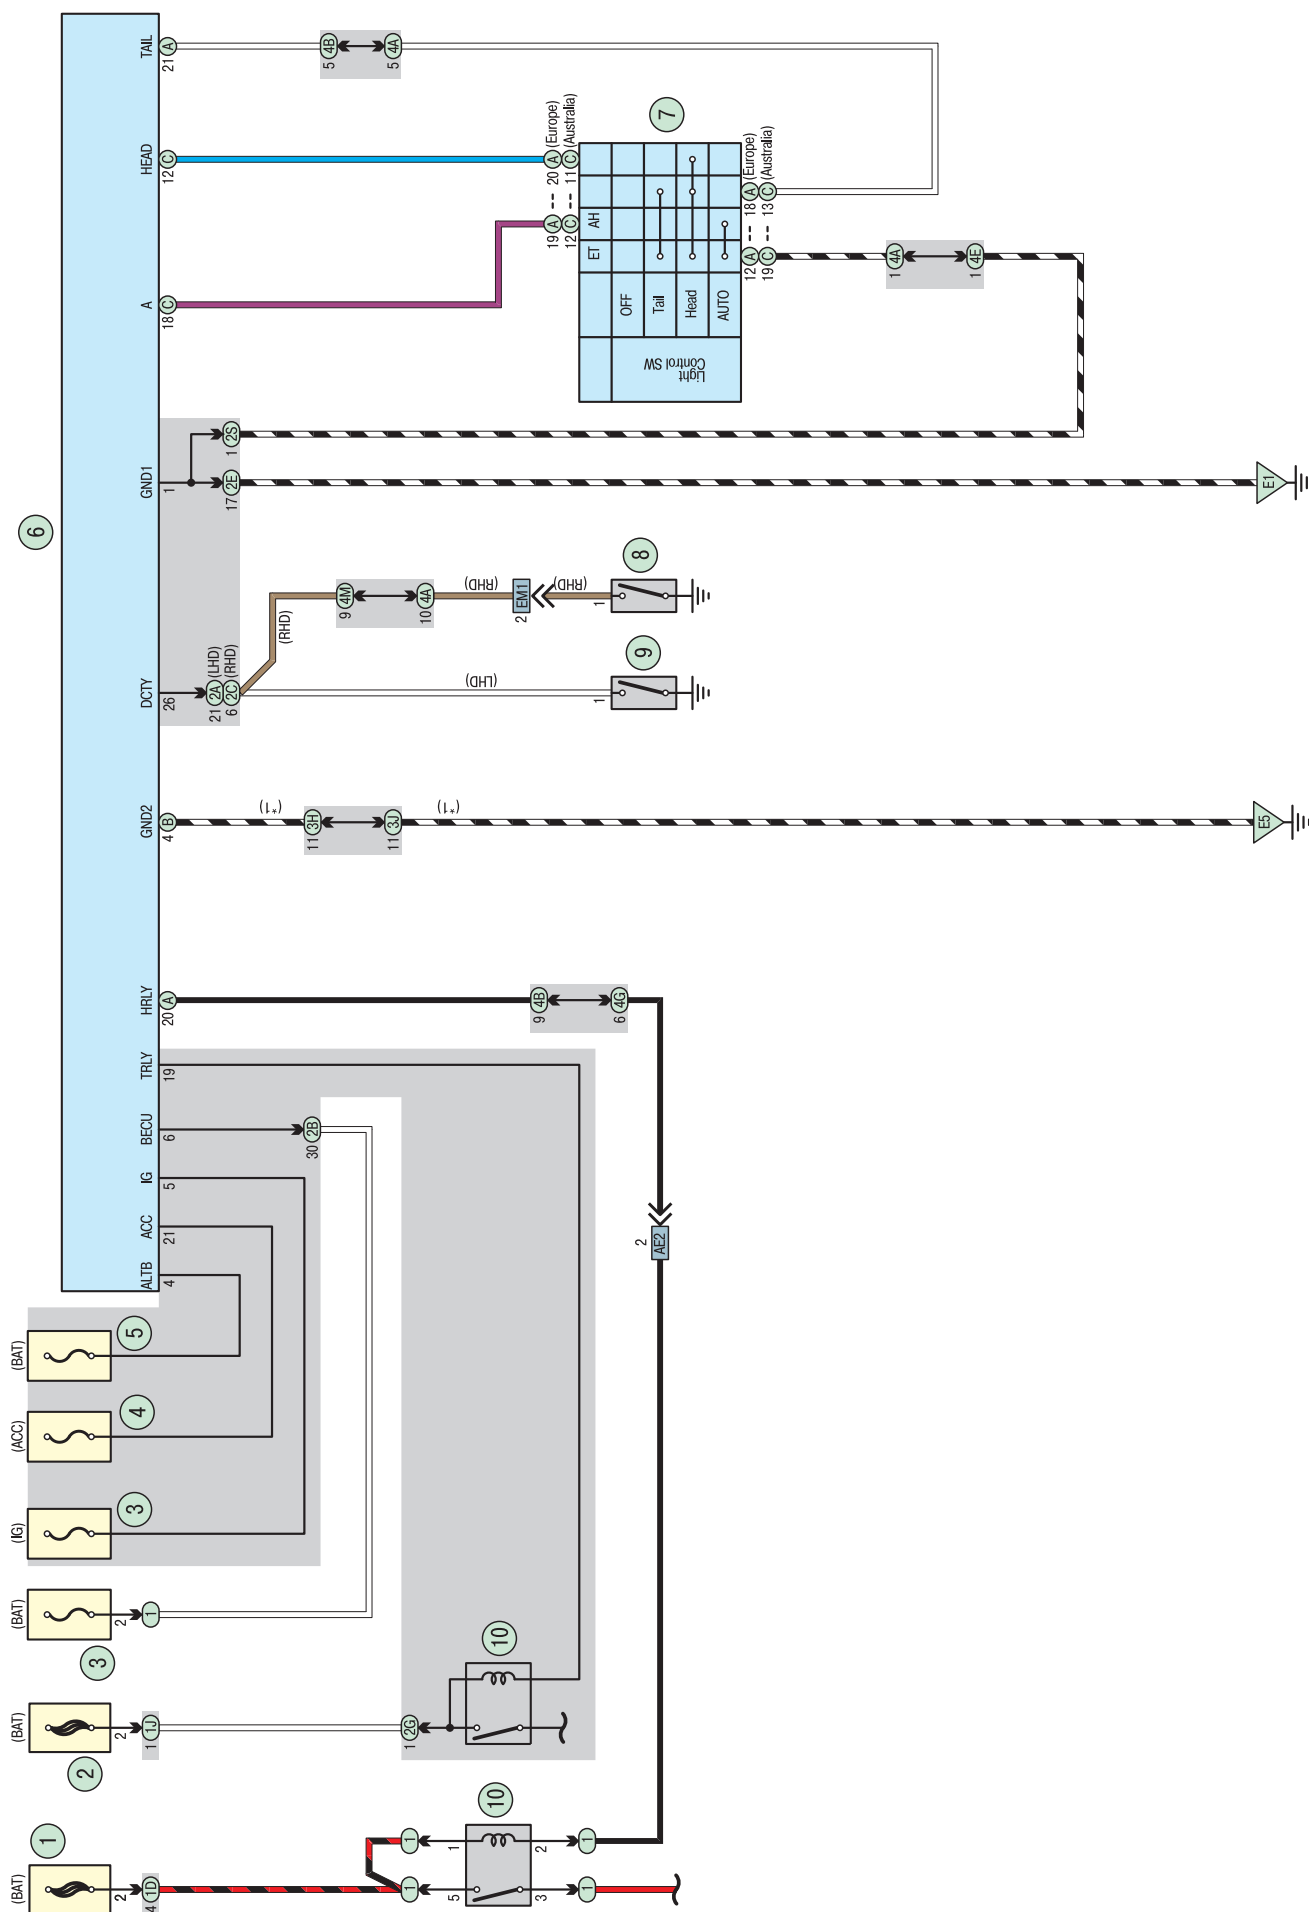 6
TAIL
21 A
HEAD
12 C
A
18 C
GND1
1
DCTY
26
GND2
4 B
HRLY
20 A
TRLY
19
BECU
6
IG
5
ACC
21
ALTB
4
5 4B
5 4A
7
19 A --- 20 A (Europe)
12 C --- 11 C (Australia)
ET AH
OFF
Tail
Head
AUTO
Light
Control SW
12 A --- 18 A (Europe)
19 C --- 13 C (Australia)
1 4A
1 4E
1 2S
17 2E
E1
21 2A (LHD)
6 2C (RHD)
(RHD)
9 4M
10 4A
(RHD)
2 EM1
(RHD)
1
8
(LHD)
1
9
(*1)
11 3H
11 3J
(*1)
E5
9 4B
6 4G
2 AE2
30 2B
(BAT)
5
(ACC)
4
(IG)
3
(BAT)
2
1
3
(BAT)
2
1 1J
2
1 2G
10
(BAT)
1
2
4 1D
1 1
5 1
10
3 2
1 1